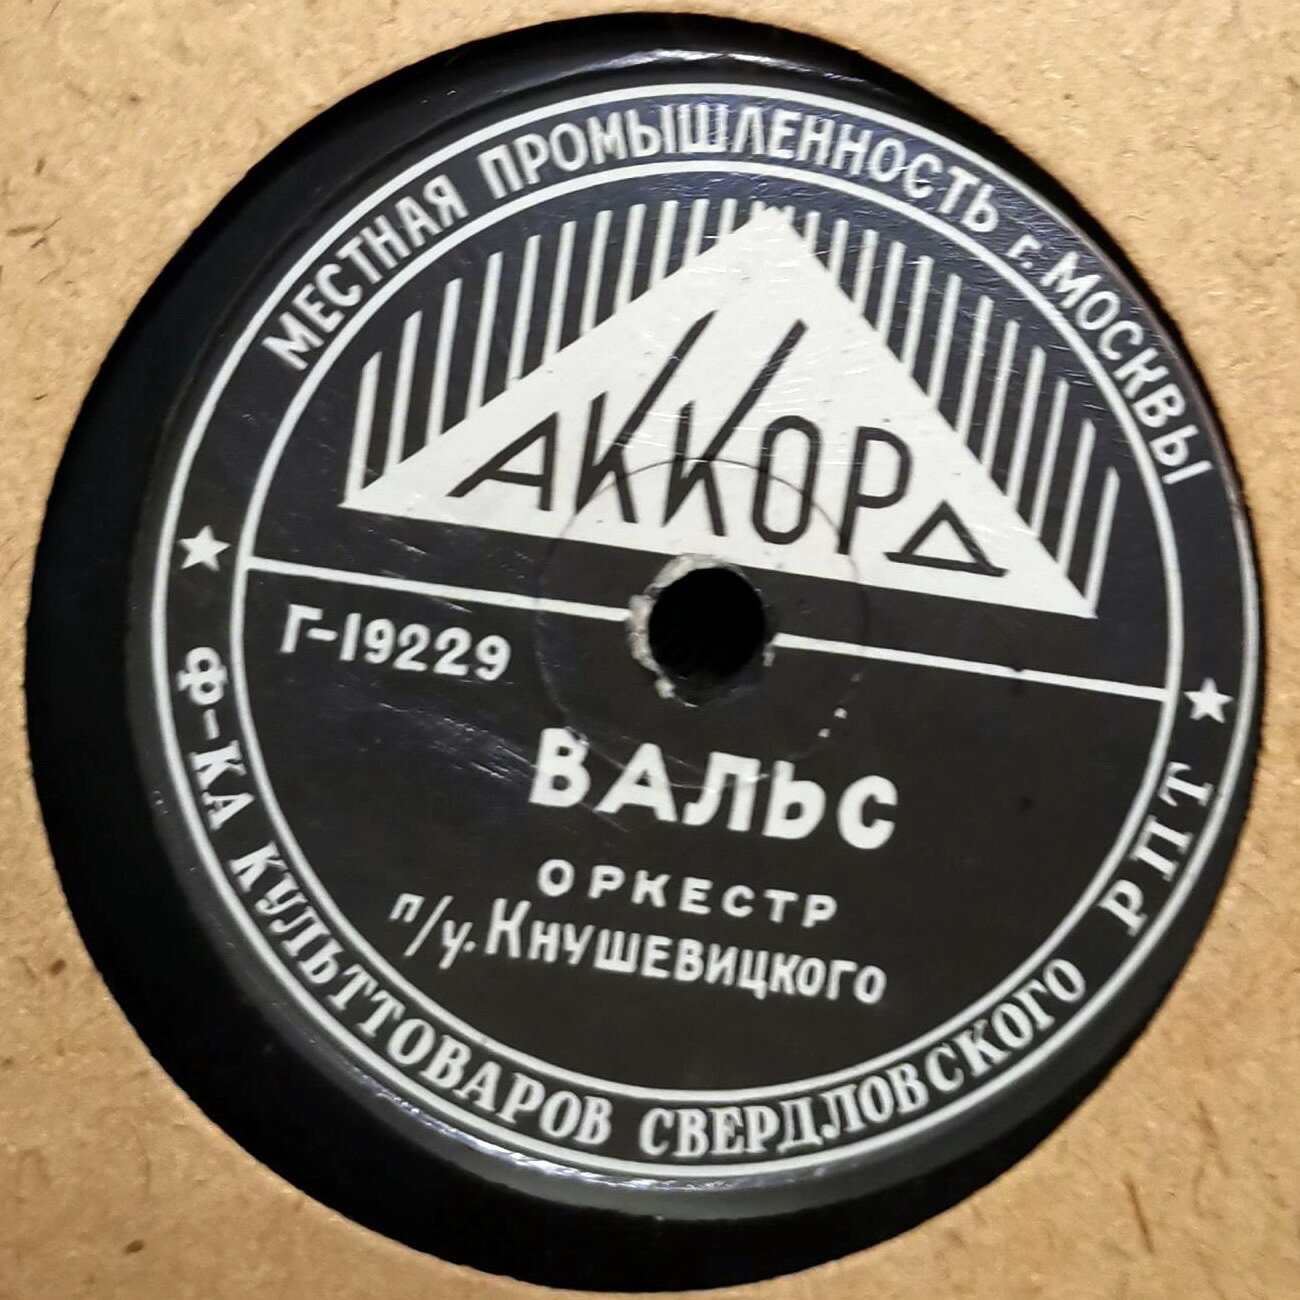 МЕСТНАЯ ПРОМЫШЛЕННОСТЬ г. МОСКВЫ
АККОРД
Г-19229
ВАЛЬС
ОРКЕСТР
п/у. КНУШЕВИЦКОГО
Ф-КА КУЛЬТТОВАРОВ СВЕРДЛОВСКОГО РПТ